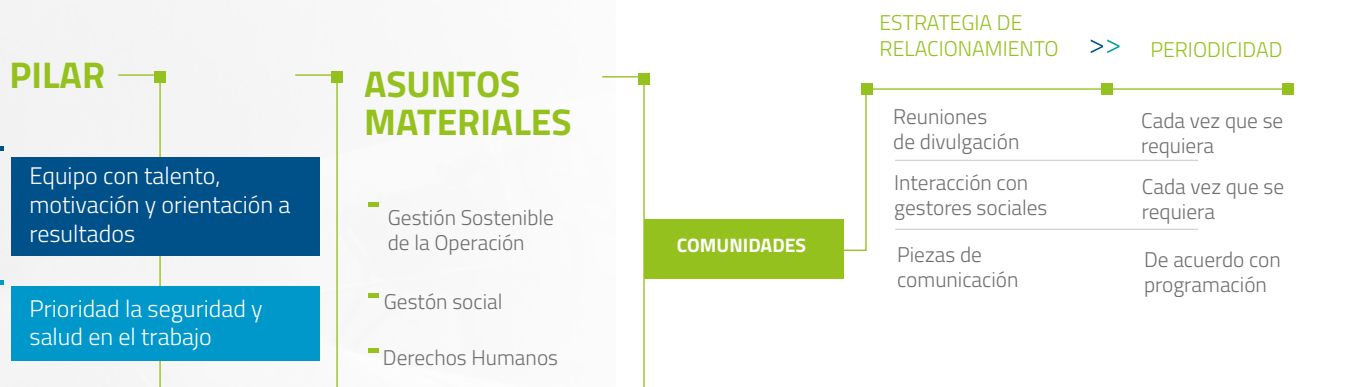 PILAR
Equipo con talento,
motivación y orientación a
resultados
Prioridad la seguridad y
salud en el trabajo
ASUNTOS
MATERIALES
Gestión Sostenible
de la Operación
Gestón social
Derechos Humanos
COMUNIDADES
ESTRATEGIA DE
RELACIONAMIENTO >> PERIODICIDAD
Reuniones
de divulgación
Cada vez que se
requiera
Interacción con
gestores sociales
Cada vez que se
requiera
Piezas de
comunicación
De acuerdo con
programación